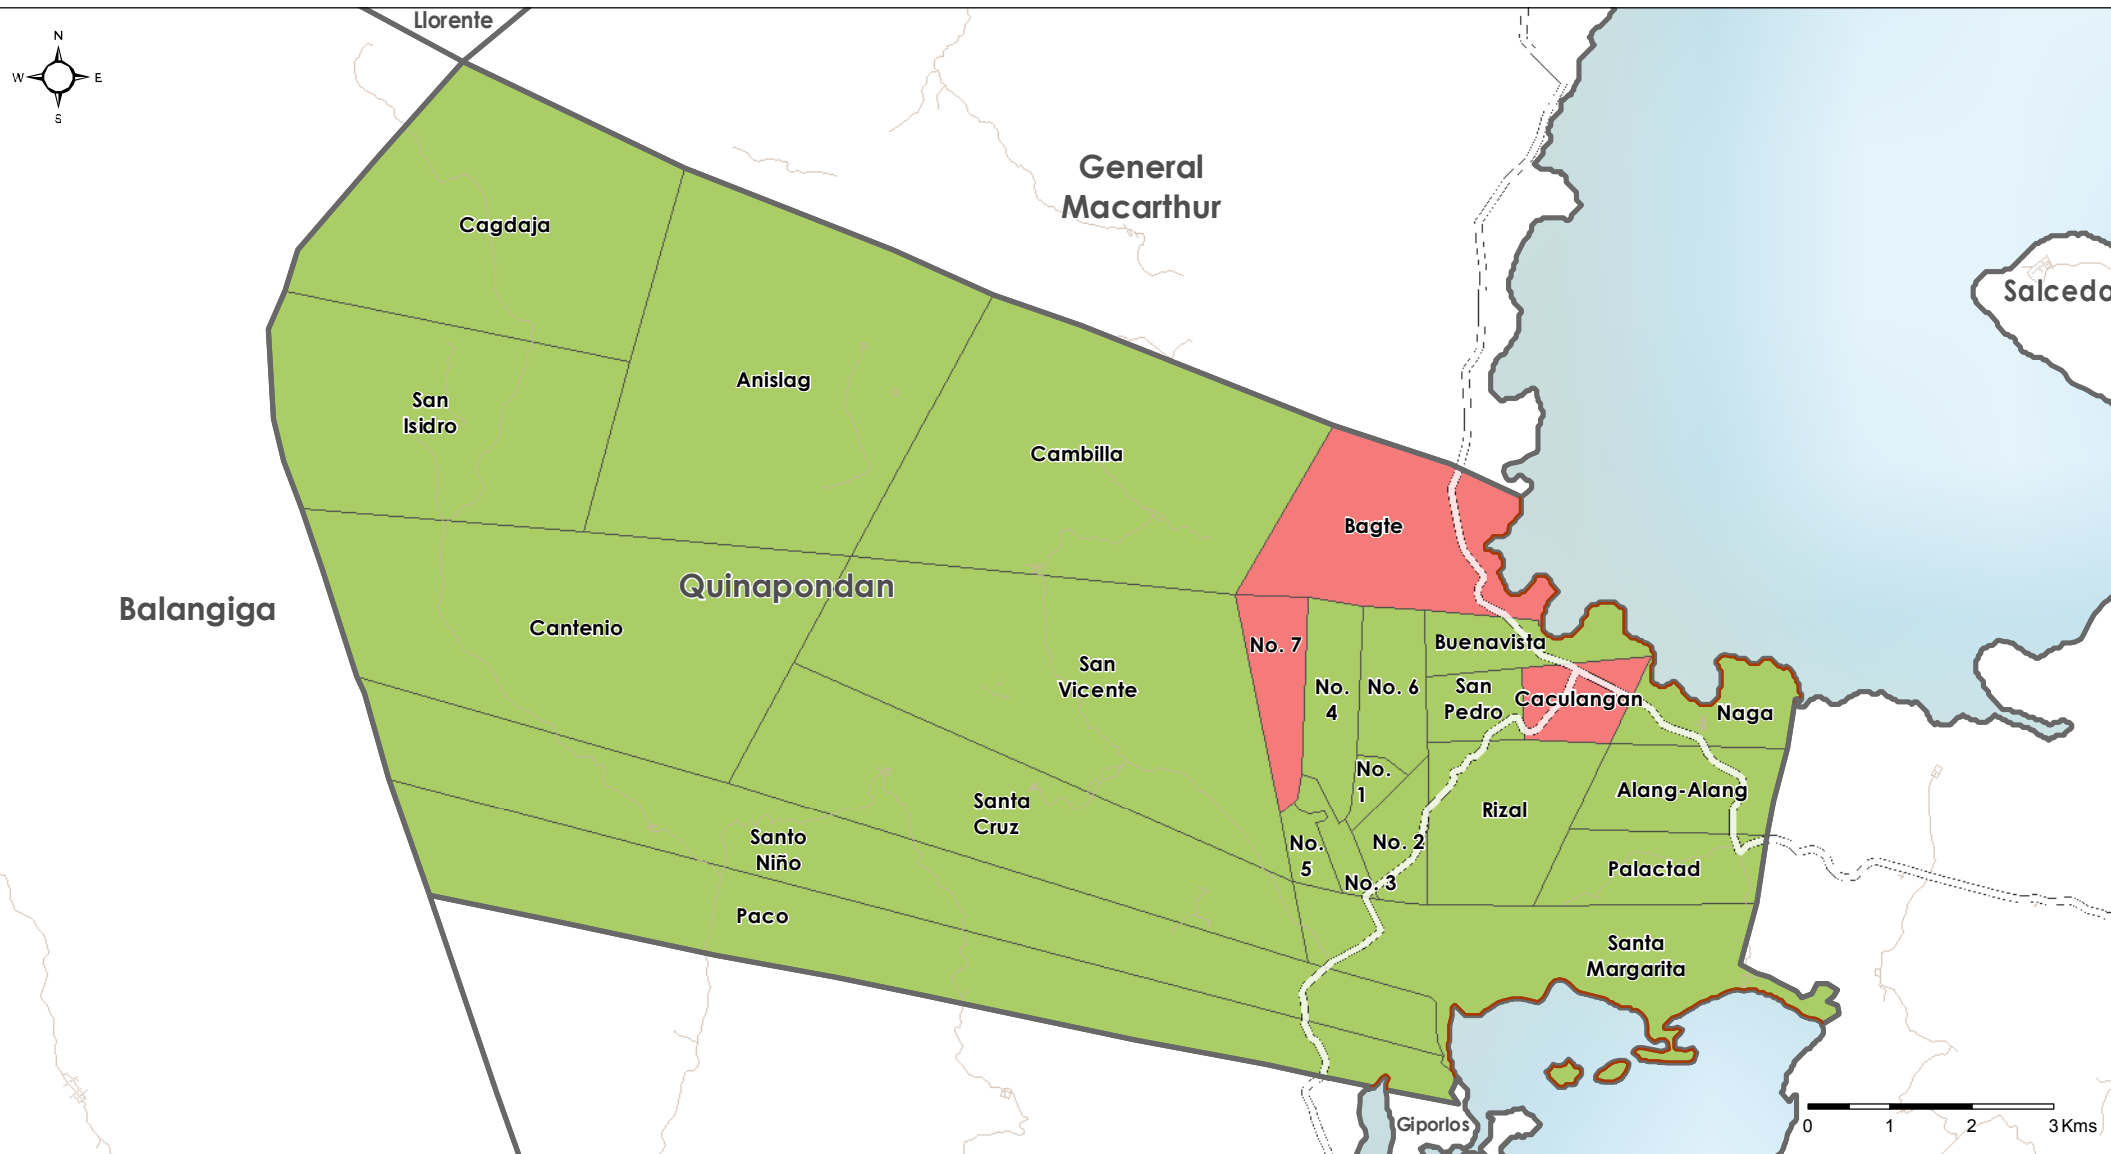 Llorente
N
W E
S
General
Macarthur
Cagdaja
Salcedo
Anislag
San
Isidro
Cambilla
Bagte
Quinapondan
Balangiga
Cantenio
No. 7
Buenavista
San
Vicente
No.
4
No. 6
San
Pedro
Caculangan
Naga
No.
1
Alang-Alang
Santa
Cruz
Rizal
Santo
Niño
No.
5
No. 2
Palactad
No. 3
Paco
Santa
Margarita
Giporlos
0 1 2 3 Kms